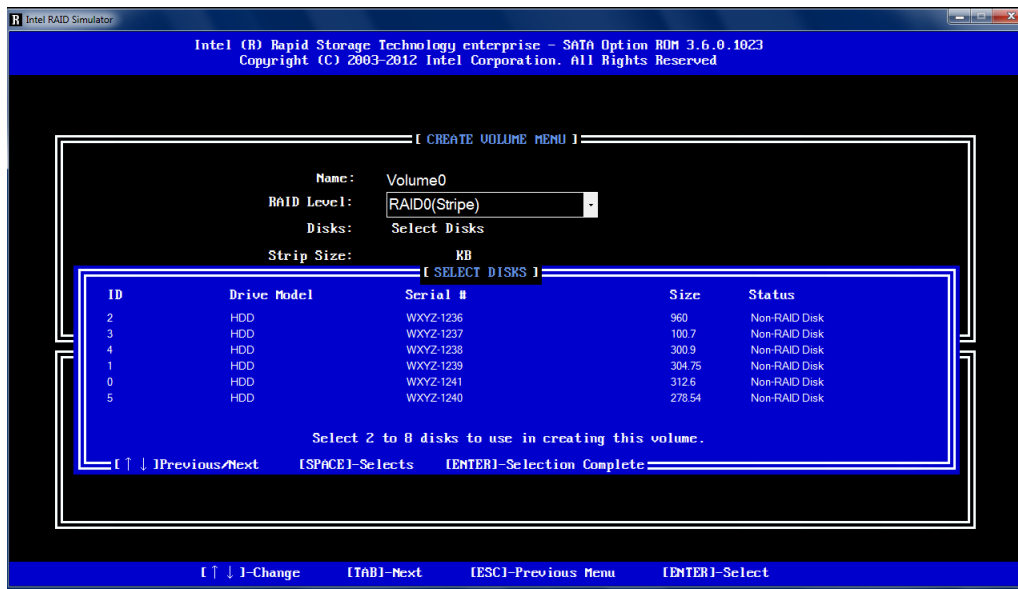 R Intel RAID Simulator
Intel (R) Rapid Storage Technology enterprise - SATA Option ROM 3.6.0.1023
Copyright (C) 2003-2012 Intel Corporation. All Rights Reserved
[ CREATE VOLUME MENU ]
Name: Volume0
RAID Level: RAID0(Stripe)
Disks: Select Disks
Strip Size: KB
[ SELECT DISKS ]
ID Drive Model Serial # Size Status
2 HDD WXYZ-1236 960 Non-RAID Disk
3 HDD WXYZ-1237 100.7 Non-RAID Disk
4 HDD WXYZ-1238 300.9 Non-RAID Disk
1 HDD WXYZ-1239 304.75 Non-RAID Disk
0 HDD WXYZ-1241 312.6 Non-RAID Disk
5 HDD WXYZ-1240 278.54 Non-RAID Disk
Select 2 to 8 disks to use in creating this volume.
[↑↓]Previous/Next [SPACE]-Selects [ENTER]-Selection Complete
[↑↓]-Change [TAB]-Next [ESC]-Previous Menu [ENTER]-Select